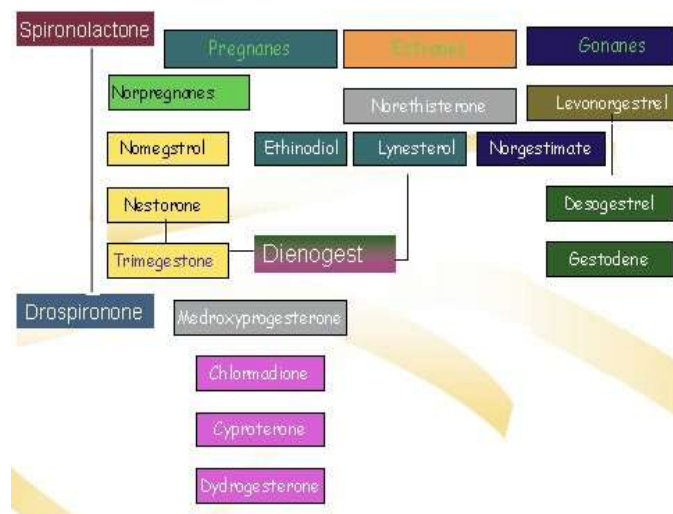 Spironolactone
Pregnanes
Estranes
Gonanes
Norpregnanes
Norethisterone
Levonorgestrel
Nomegstrol
Ethinodiol
Lynesterol
Norgestimate
Nestorone
Desogestrel
Trimegestone
Dienogest
Gestodene
Drospironone
Medroxyprogesterone
Chlormadione
Cyproterone
Dydrogesterone